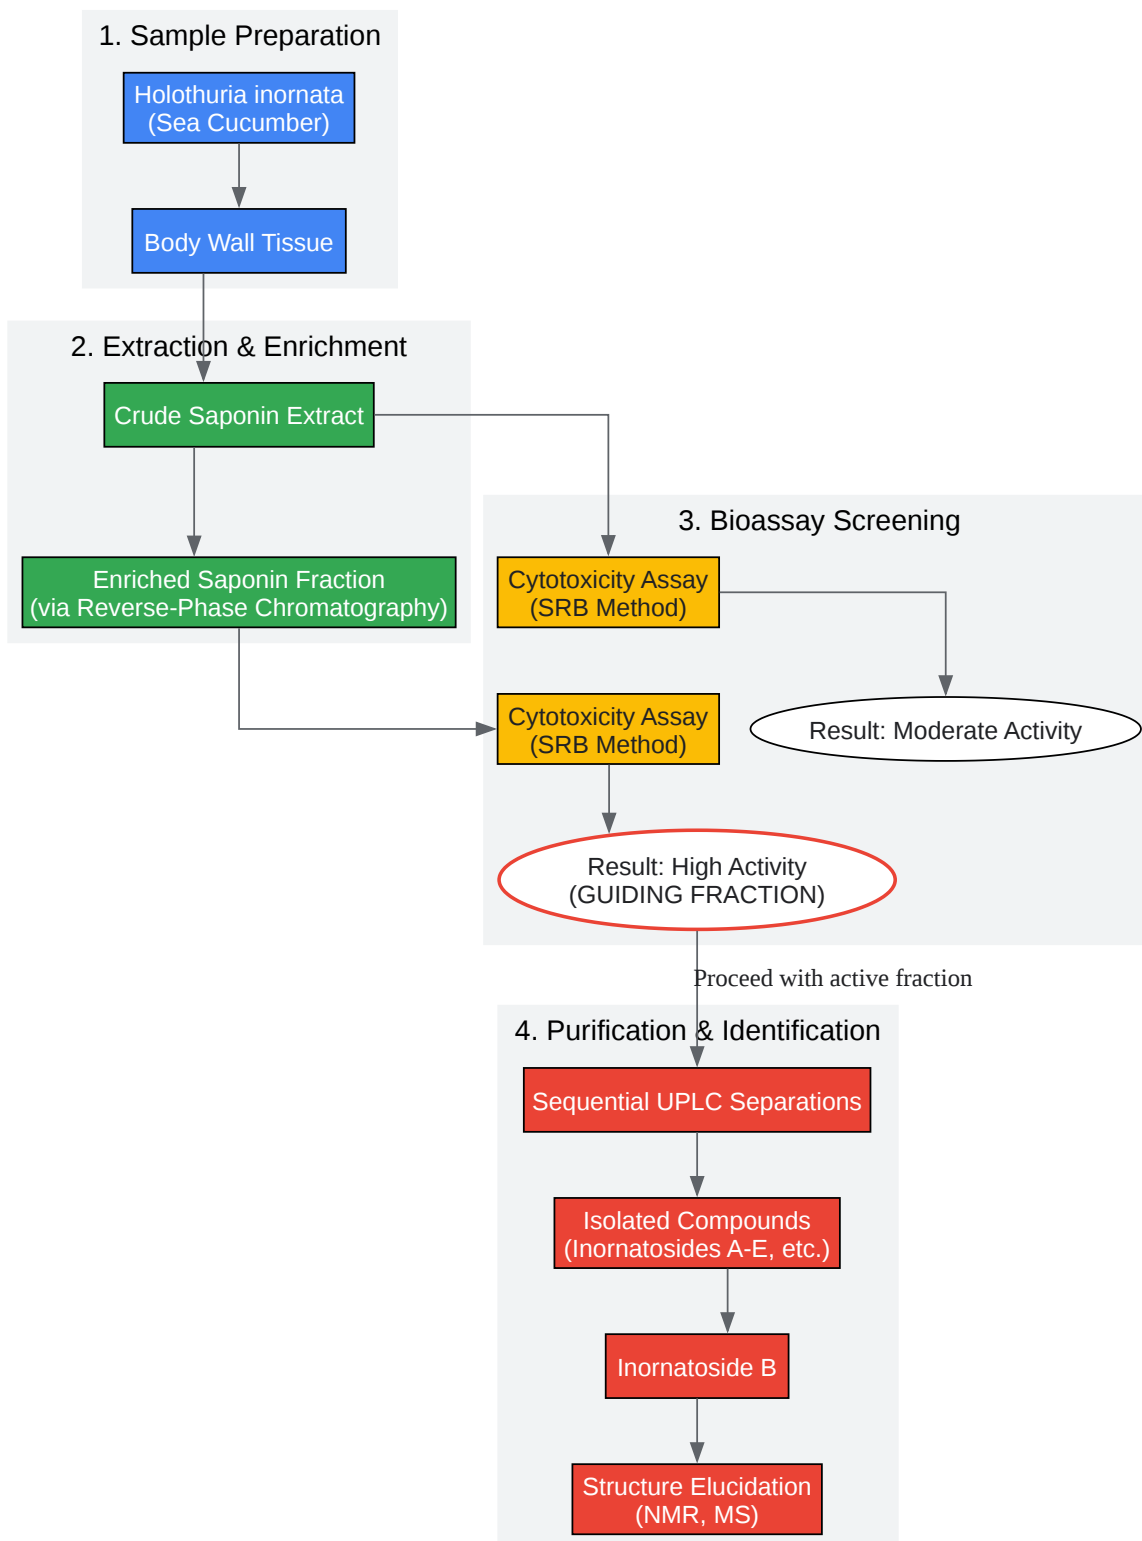 1. Sample Preparation
Holothuria inornata
(Sea Cucumber)
Body Wall Tissue
2. Extraction & Enrichment
Crude Saponin Extract
Enriched Saponin Fraction
(via Reverse-Phase Chromatography)
3. Bioassay Screening
Cytotoxicity Assay
(SRB Method)
Cytotoxicity Assay
(SRB Method)
Result: Moderate Activity
Result: High Activity
(GUIDING FRACTION)
Proceed with active fraction
4. Purification & Identification
Sequential UPLC Separations
Isolated Compounds
(Inornatosides A-E, etc.)
Inornatoside B
Structure Elucidation
(NMR, MS)